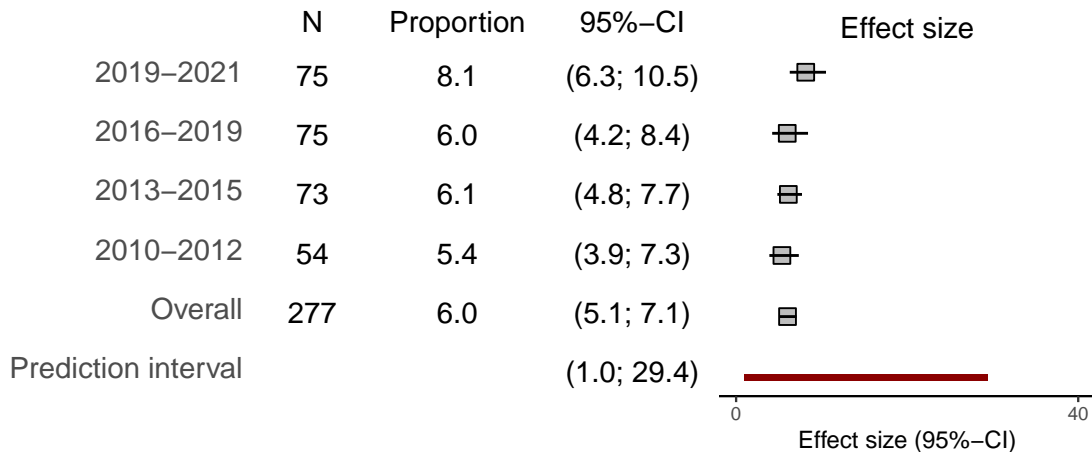 N Proportion 95%−CI Effect size
2019−2021 75 8.1 (6.3; 10.5)
2016−2019 75 6.0 (4.2; 8.4)
2013−2015 73 6.1 (4.8; 7.7)
2010−2012 54 5.4 (3.9; 7.3)
Overall 277 6.0 (5.1; 7.1)
Prediction interval (1.0; 29.4)
0 40
Effect size (95%−CI)